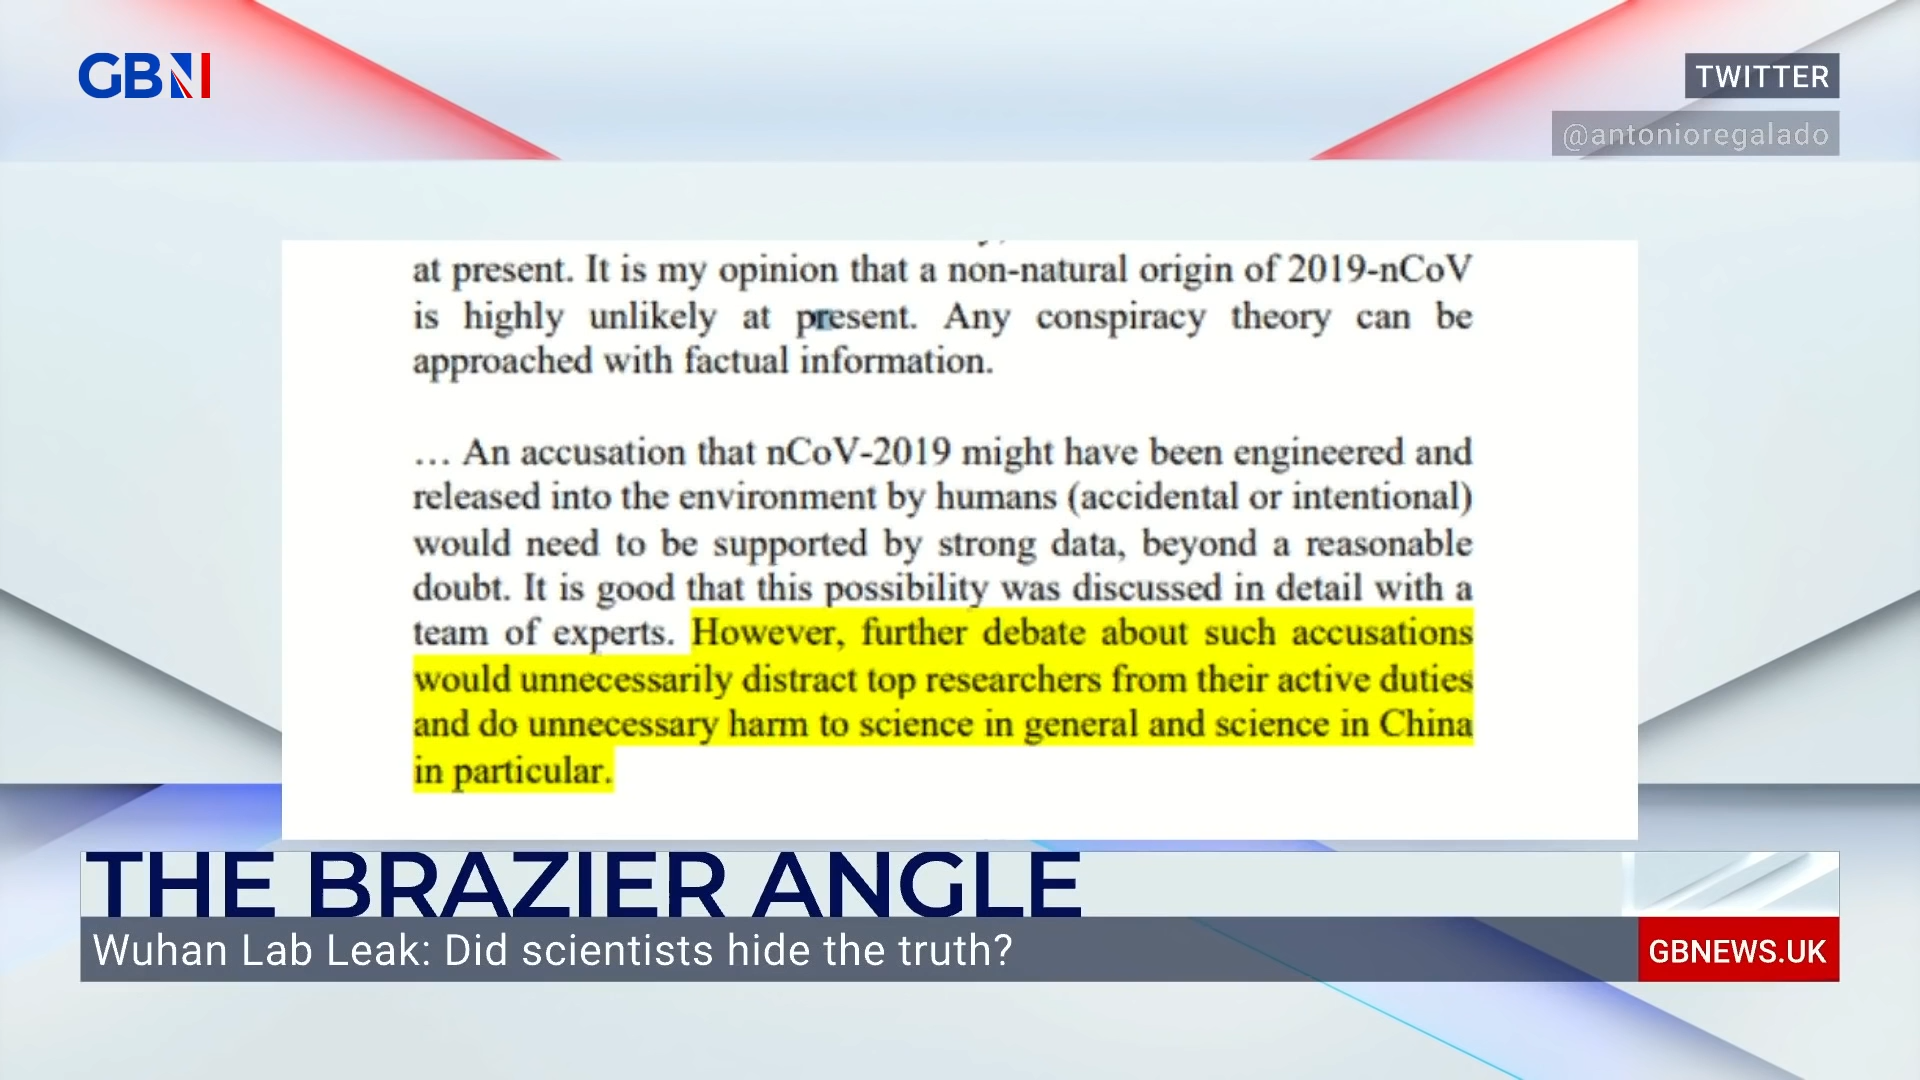 GBN
TWITTER
@antonioregalado
at present. It is my opinion that a non-natural origin of 2019-nCoV
is highly unlikely at present. Any conspiracy theory can be
approached with factual information.
… An accusation that nCoV-2019 might have been engineered and
released into the environment by humans (accidental or intentional)
would need to be supported by strong data, beyond a reasonable
doubt. It is good that this possibility was discussed in detail with a
team of experts. However, further debate about such accusations
would unnecessarily distract top researchers from their active duties
and do unnecessary harm to science in general and science in China
in particular.
THE BRAZIER ANGLE
Wuhan Lab Leak: Did scientists hide the truth?
GBNEWS.UK